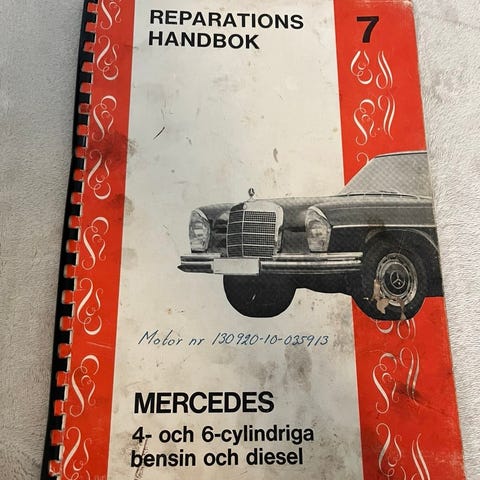 REPARATIONS
HANDBOK
7
Motor nr 130920-10-035913
MERCEDES
4- och 6-cylindriga
bensin och diesel